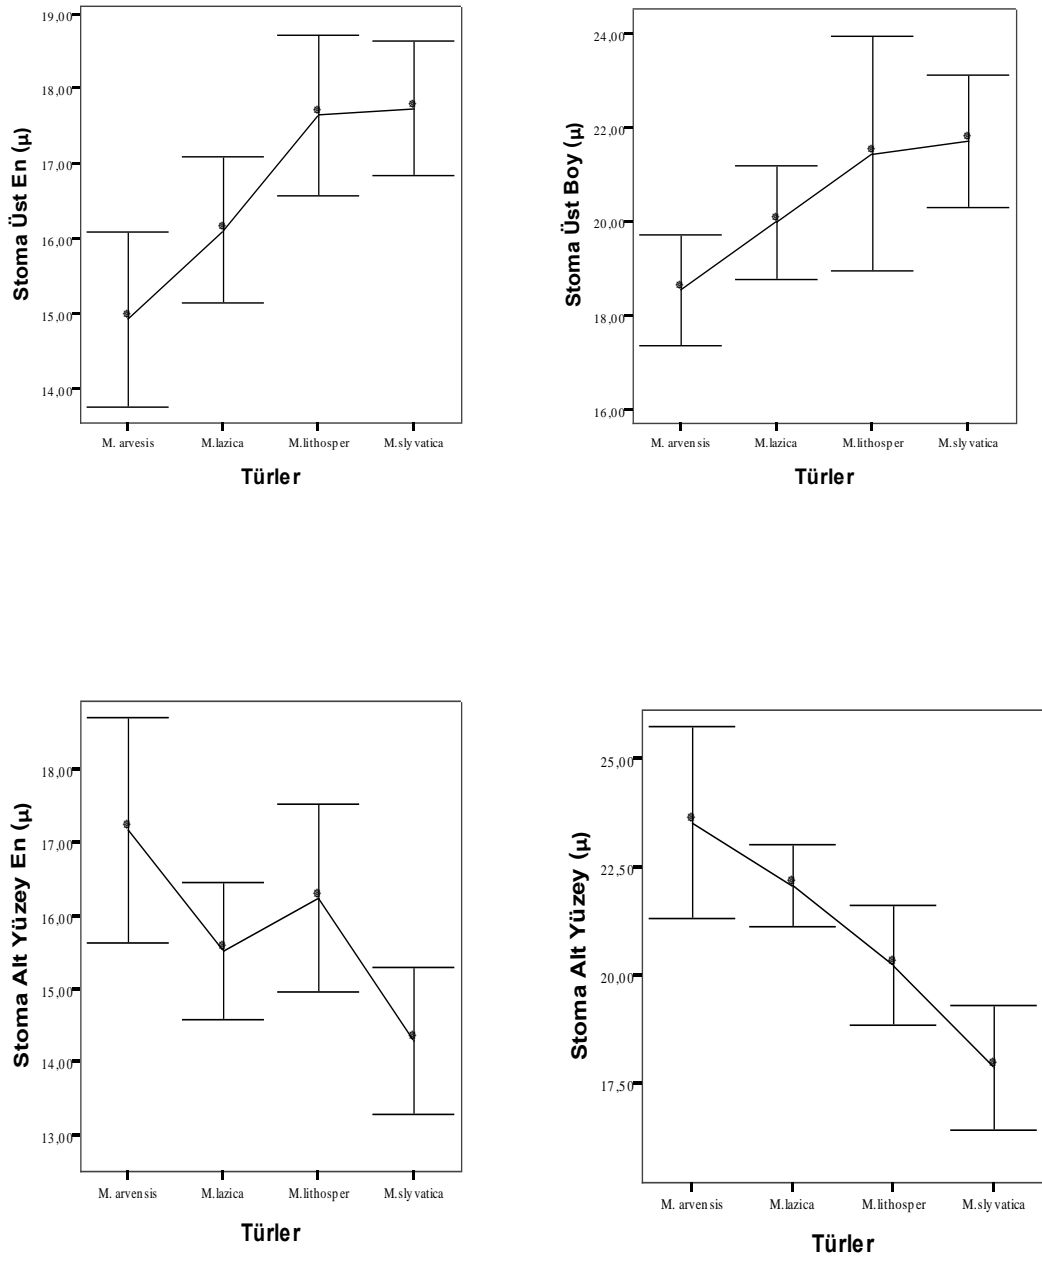 Stoma Üst En (µ)
19,00
18,00
17,00
16,00
15,00
14,00
M. arvesis M.lazica M.lithosper M.slyvatica
Türler
Stoma Üst Boy (µ)
24,00
22,00
20,00
18,00
16,00
M. arvensis M.lazica M.lithosper M.slyvatica
Türler
Stoma Alt Yüzey En (µ)
18,00
17,00
16,00
15,00
14,00
13,00
M. arvensis M.lazica M.lithosper M.slyvatica
Türler
Stoma Alt Yüzey (µ)
25,00
22,50
20,00
17,50
M. arvensis M.lazica M.lithosper M.slyvatica
Türler